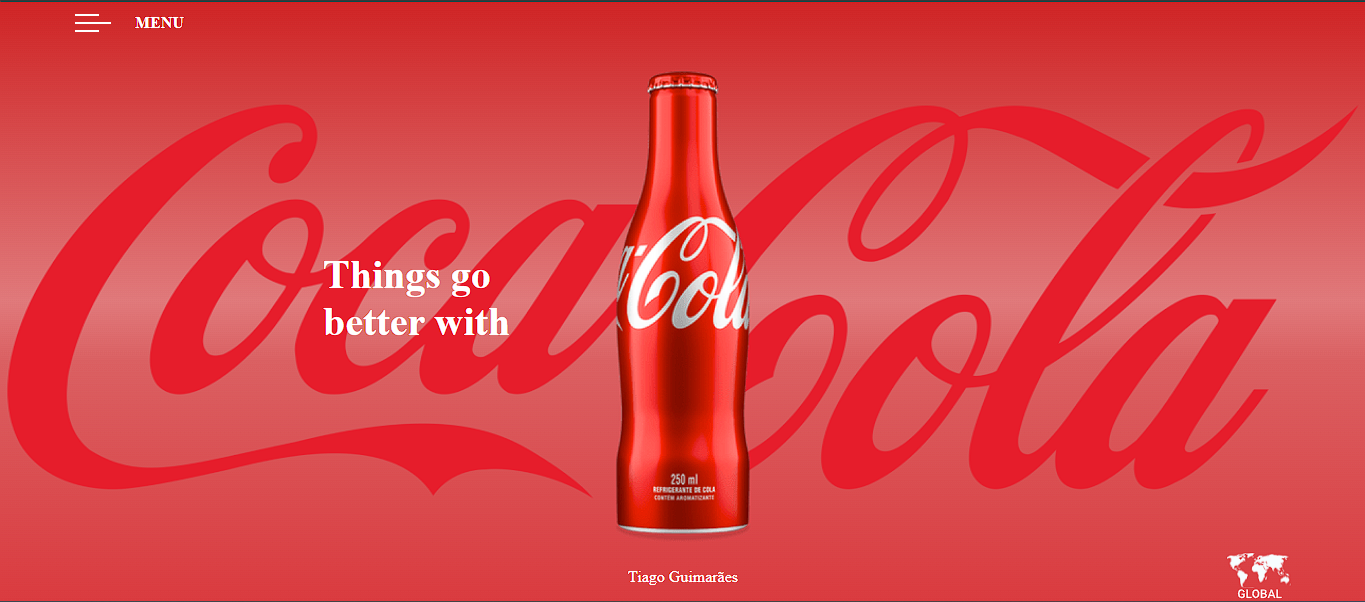 MENU
Coca-Cola
Things go
better with
Coca-Cola
250 ml
REFRIGERANTE DE COLA
CONTÉM AROMATIZANTE
Tiago Guimarães
GLOBAL